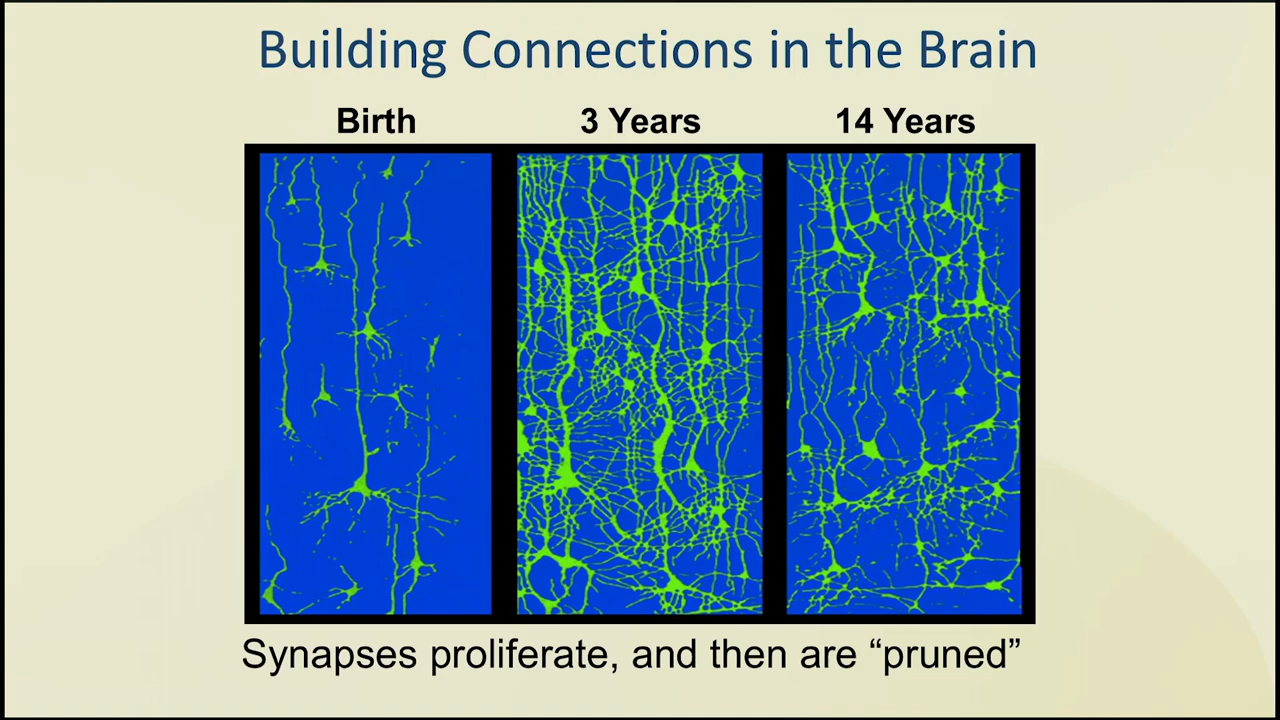 Building Connections in the Brain
Birth 3 Years 14 Years
Synapses proliferate, and then are “pruned”